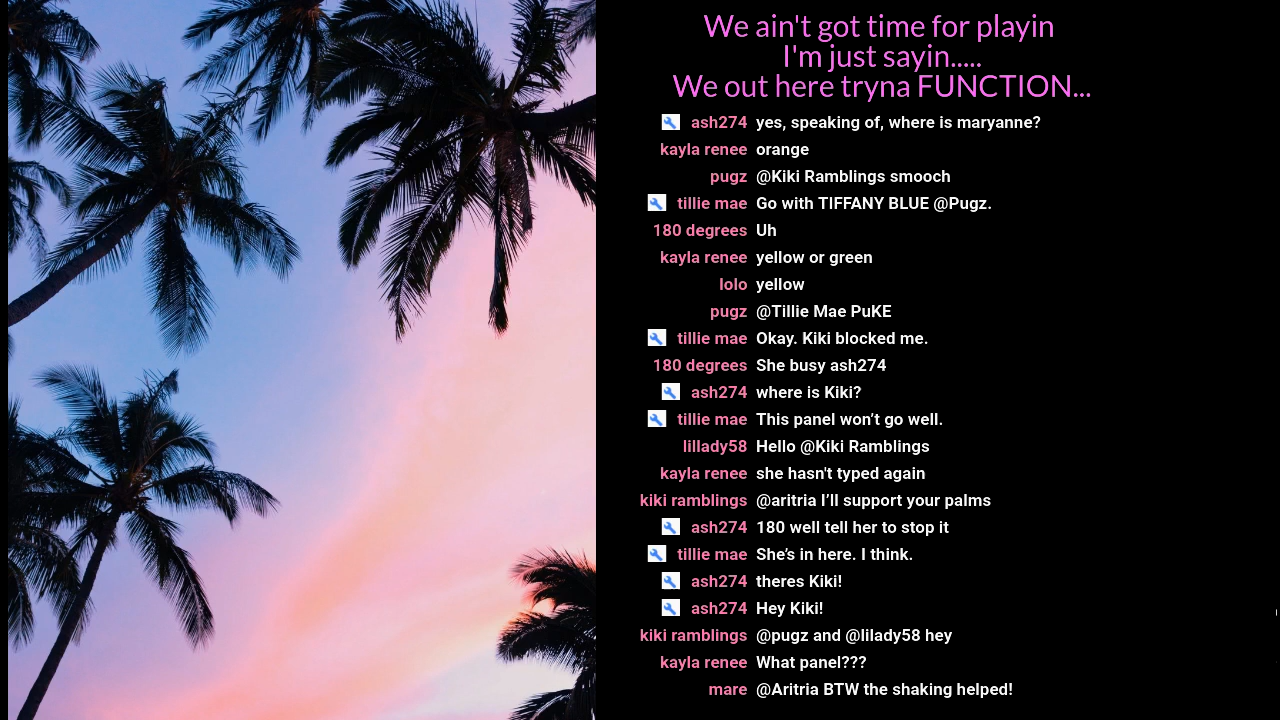 We ain't got time for playin
I'm just sayin.....
We out here tryna FUNCTION...
ash274 yes, speaking of, where is maryanne?
kayla renee orange
pugz @Kiki Ramblings smooch
tillie mae Go with TIFFANY BLUE @Pugz.
180 degrees Uh
kayla renee yellow or green
lolo yellow
pugz @Tillie Mae PuKE
tillie mae Okay. Kiki blocked me.
180 degrees She busy ash274
ash274 where is Kiki?
tillie mae This panel won’t go well.
lillady58 Hello @Kiki Ramblings
kayla renee she hasn't typed again
kiki ramblings @aritria I’ll support your palms
ash274 180 well tell her to stop it
tillie mae She’s in here. I think.
ash274 theres Kiki!
ash274 Hey Kiki!
kiki ramblings @pugz and @lilady58 hey
kayla renee What panel???
mare @Aritria BTW the shaking helped!